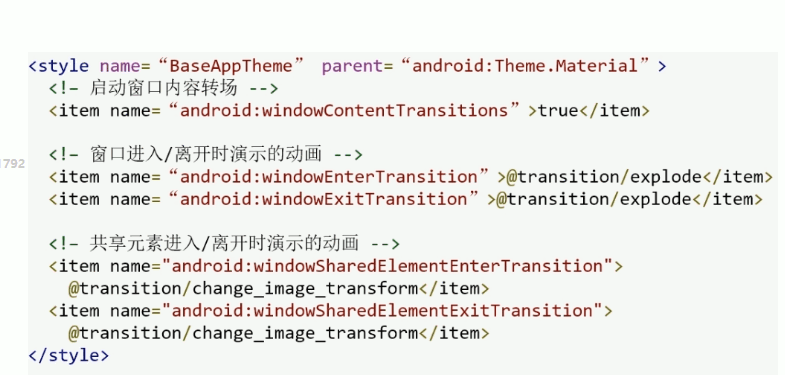 <style name= “BaseAppTheme” parent= “android:Theme.Material” >
<!– 启动窗口内容转场 -->
<item name= “android:windowContentTransitions” >true</item>
<!– 窗口进入/离开时演示的动画 -->
1792
<item name= “android:windowEnterTransition” >@transition/explode</item>
<item name= “android:windowExitTransition” >@transition/explode</item>
<!– 共享元素进入/离开时演示的动画 -->
<item name="android:windowSharedElementEnterTransition">
@transition/change_image_transform</item>
<item name="android:windowSharedElementExitTransition">
@transition/change_image_transform</item>
</style>